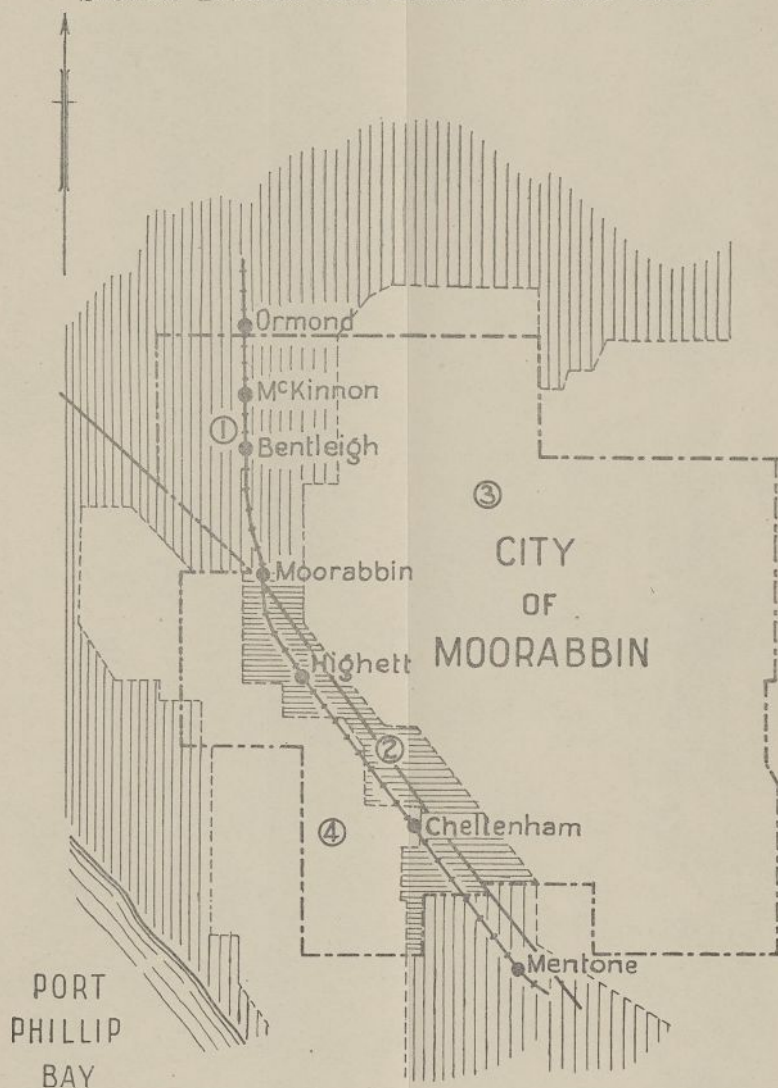 Ormond
McKinnon
①
Bentleigh
③
CITY
OF
MOORABBIN
Moorabbin
Highett
②
④
Cheltenham
Mentone
PORT
PHILLIP
BAY